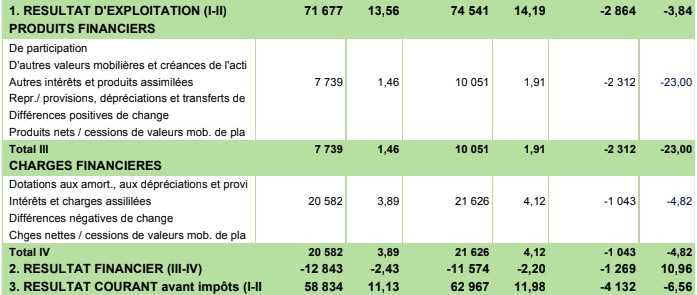 1. RESULTAT D'EXPLOITATION (I-II) 71 677 13,56 74 541 14,19 -2 864 -3,84
PRODUITS FINANCIERS
De participation
D'autres valeurs mobilières et créances de l'acti
Autres intérêts et produits assimilées 7 739 1,46 10 051 1,91 -2 312 -23,00
Repr./ provisions, dépréciations et transferts de
Différences positives de change
Produits nets / cessions de valeurs mob. de pla
Total III 7 739 1,46 10 051 1,91 -2 312 -23,00
CHARGES FINANCIERES
Dotations aux amort., aux dépréciations et provi
Intérêts et charges assililées 20 582 3,89 21 626 4,12 -1 043 -4,82
Différences négatives de change
Chges nettes / cessions de valeurs mob. de pla
Total IV 20 582 3,89 21 626 4,12 -1 043 -4,82
2. RESULTAT FINANCIER (III-IV) -12 843 -2,43 -11 574 -2,20 -1 269 10,96
3. RESULTAT COURANT avant impôts (I-II 58 834 11,13 62 967 11,98 -4 132 -6,56